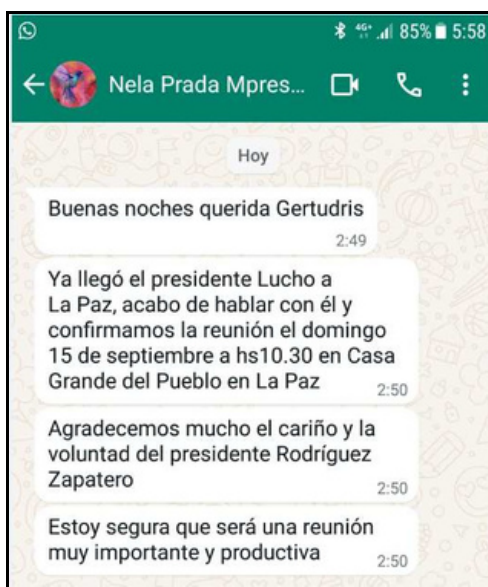 4G+ 85% 5:58
Nela Prada Mpres...
Hoy
Buenas noches querida Gertudris
2:49
Ya llegó el presidente Lucho a
La Paz, acabo de hablar con él y
confirmamos la reunión el domingo
15 de septiembre a hs10.30 en Casa
Grande del Pueblo en La Paz
2:50
Agradecemos mucho el cariño y la
voluntad del presidente Rodríguez
Zapatero
2:50
Estoy segura que será una reunión
muy importante y productiva
2:50